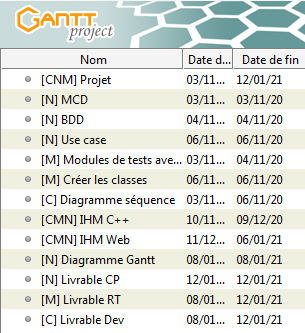 GANTT
project
Nom Date d... Date de fin
[CNM] Projet 03/11... 12/01/21
[N] MCD 03/11... 03/11/20
[N] BDD 04/11... 04/11/20
[N] Use case 06/11... 06/11/20
[M] Modules de tests ave... 03/11... 04/11/20
[M] Créer les classes 06/11... 06/11/20
[C] Diagramme séquence 03/11... 03/11/20
[CMN] IHM C++ 10/11... 09/12/20
[CMN] IHM Web 11/12... 06/01/21
[N] Diagramme Gantt 08/01... 08/01/21
[N] Livrable CP 12/01... 12/01/21
[M] Livrable RT 08/01... 08/01/21
[C] Livrable Dev 08/01... 08/01/21